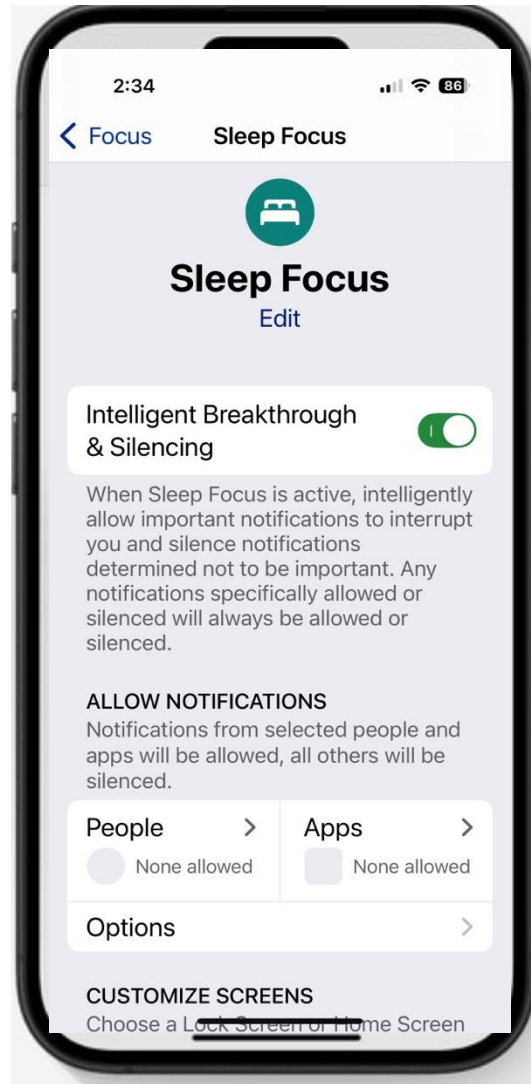 2:34
86
Focus
Sleep Focus
Sleep Focus
Edit
Intelligent Breakthrough
& Silencing
When Sleep Focus is active, intelligently
allow important notifications to interrupt
you and silence notifications
determined not to be important. Any
notifications specifically allowed or
silenced will always be allowed or
silenced.
ALLOW NOTIFICATIONS
Notifications from selected people and
apps will be allowed, all others will be
silenced.
People
Apps
None allowed
None allowed
Options
CUSTOMIZE SCREENS
Choose a Lock Screen or Home Screen